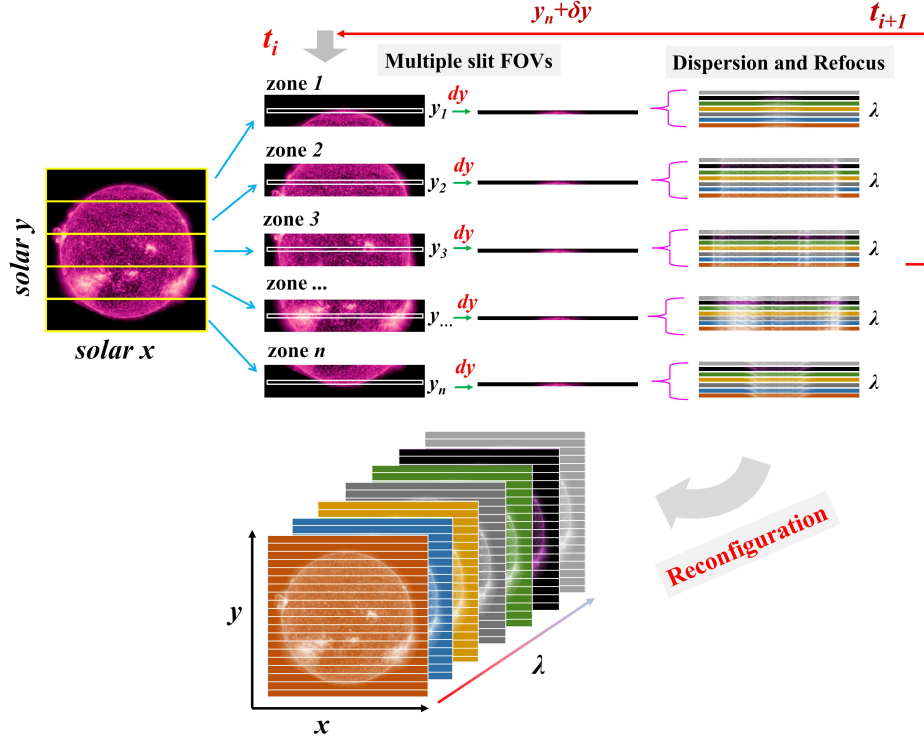 yn+δy
ti+1
ti
Multiple slit FOVs
Dispersion and Refocus
zone 1
y1
dy
λ
zone 2
y2
dy
λ
zone 3
y3
dy
λ
zone ...
y...
dy
λ
zone n
yn
dy
λ
solar y
solar x
Reconfiguration
y
x
λ